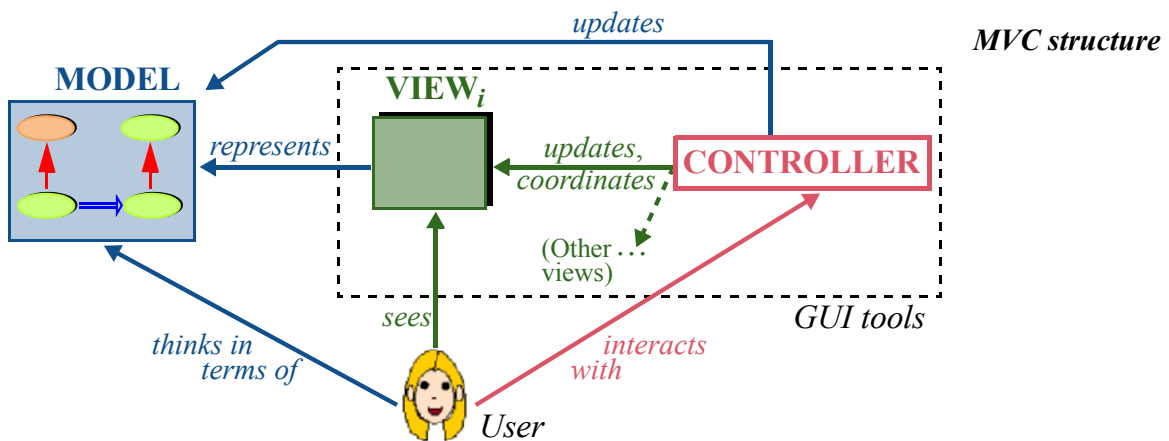 updates
MVC structure
MODEL
VIEWi
represents
updates,
coordinates
CONTROLLER
(Other ...
views)
GUI tools
sees
thinks in
terms of
interacts
with
User